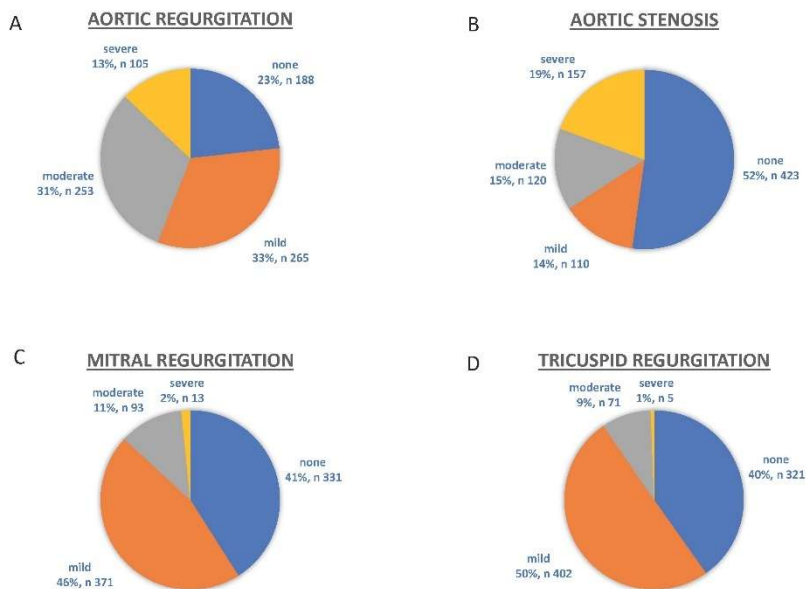 A
AORTIC REGURGITATION
severe
13%, n 105
none
23%, n 188
moderate
31%, n 253
mild
33%, n 265
B
AORTIC STENOSIS
severe
19%, n 157
moderate
15%, n 120
none
52%, n 423
mild
14%, n 110
C
MITRAL REGURGITATION
moderate
11%, n 93
severe
2%, n 13
none
41%, n 331
mild
46%, n 371
D
TRICUSPID REGURGITATION
moderate
9%, n 71
severe
1%, n 5
none
40%, n 321
mild
50%, n 402